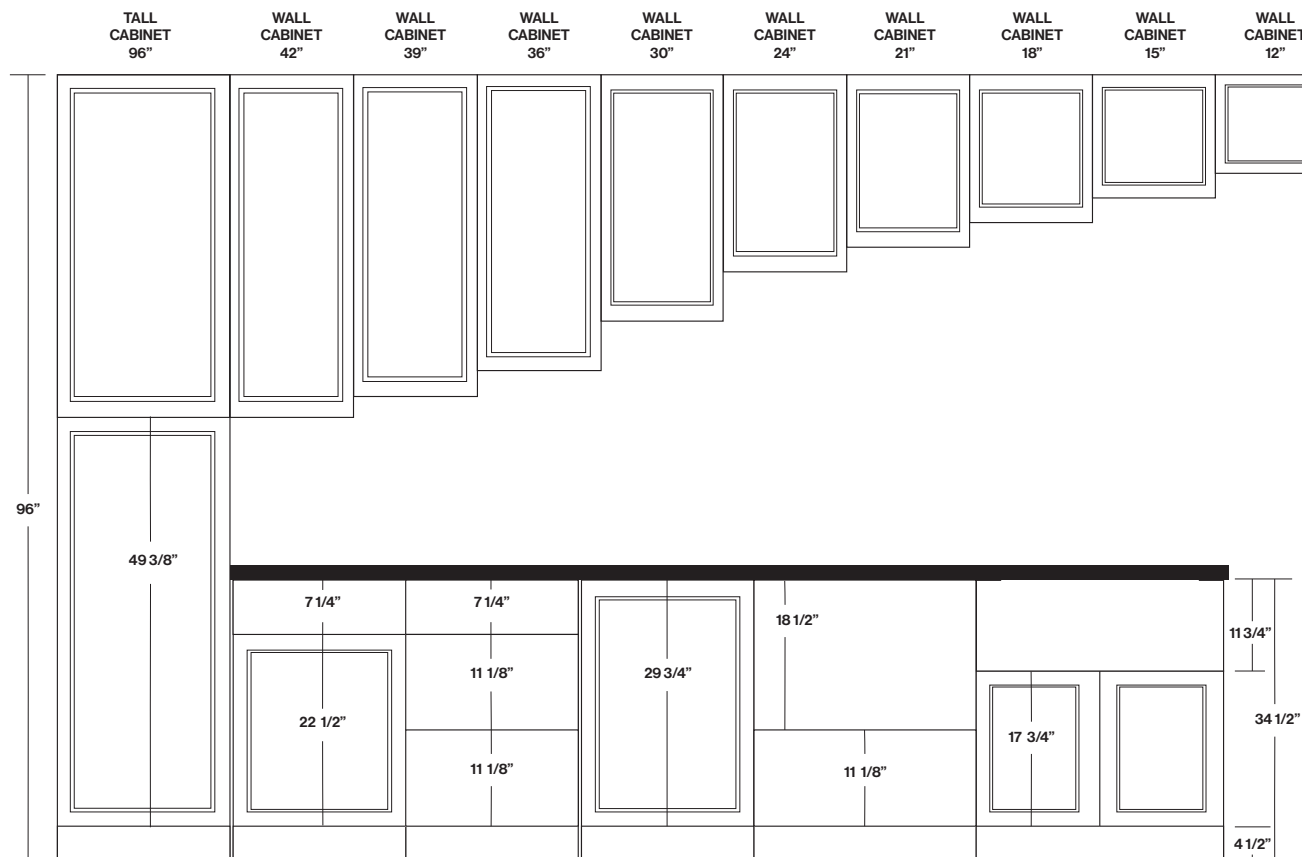 TALL
CABINET
96”
WALL
CABINET
42”
WALL
CABINET
39”
WALL
CABINET
36”
WALL
CABINET
30”
WALL
CABINET
24”
WALL
CABINET
21”
WALL
CABINET
18”
WALL
CABINET
15”
WALL
CABINET
12”
96”
49 3/8”
7 1/4”
22 1/2”
7 1/4”
11 1/8”
11 1/8”
29 3/4”
18 1/2”
11 1/8”
17 3/4”
11 3/4”
34 1/2”
4 1/2”